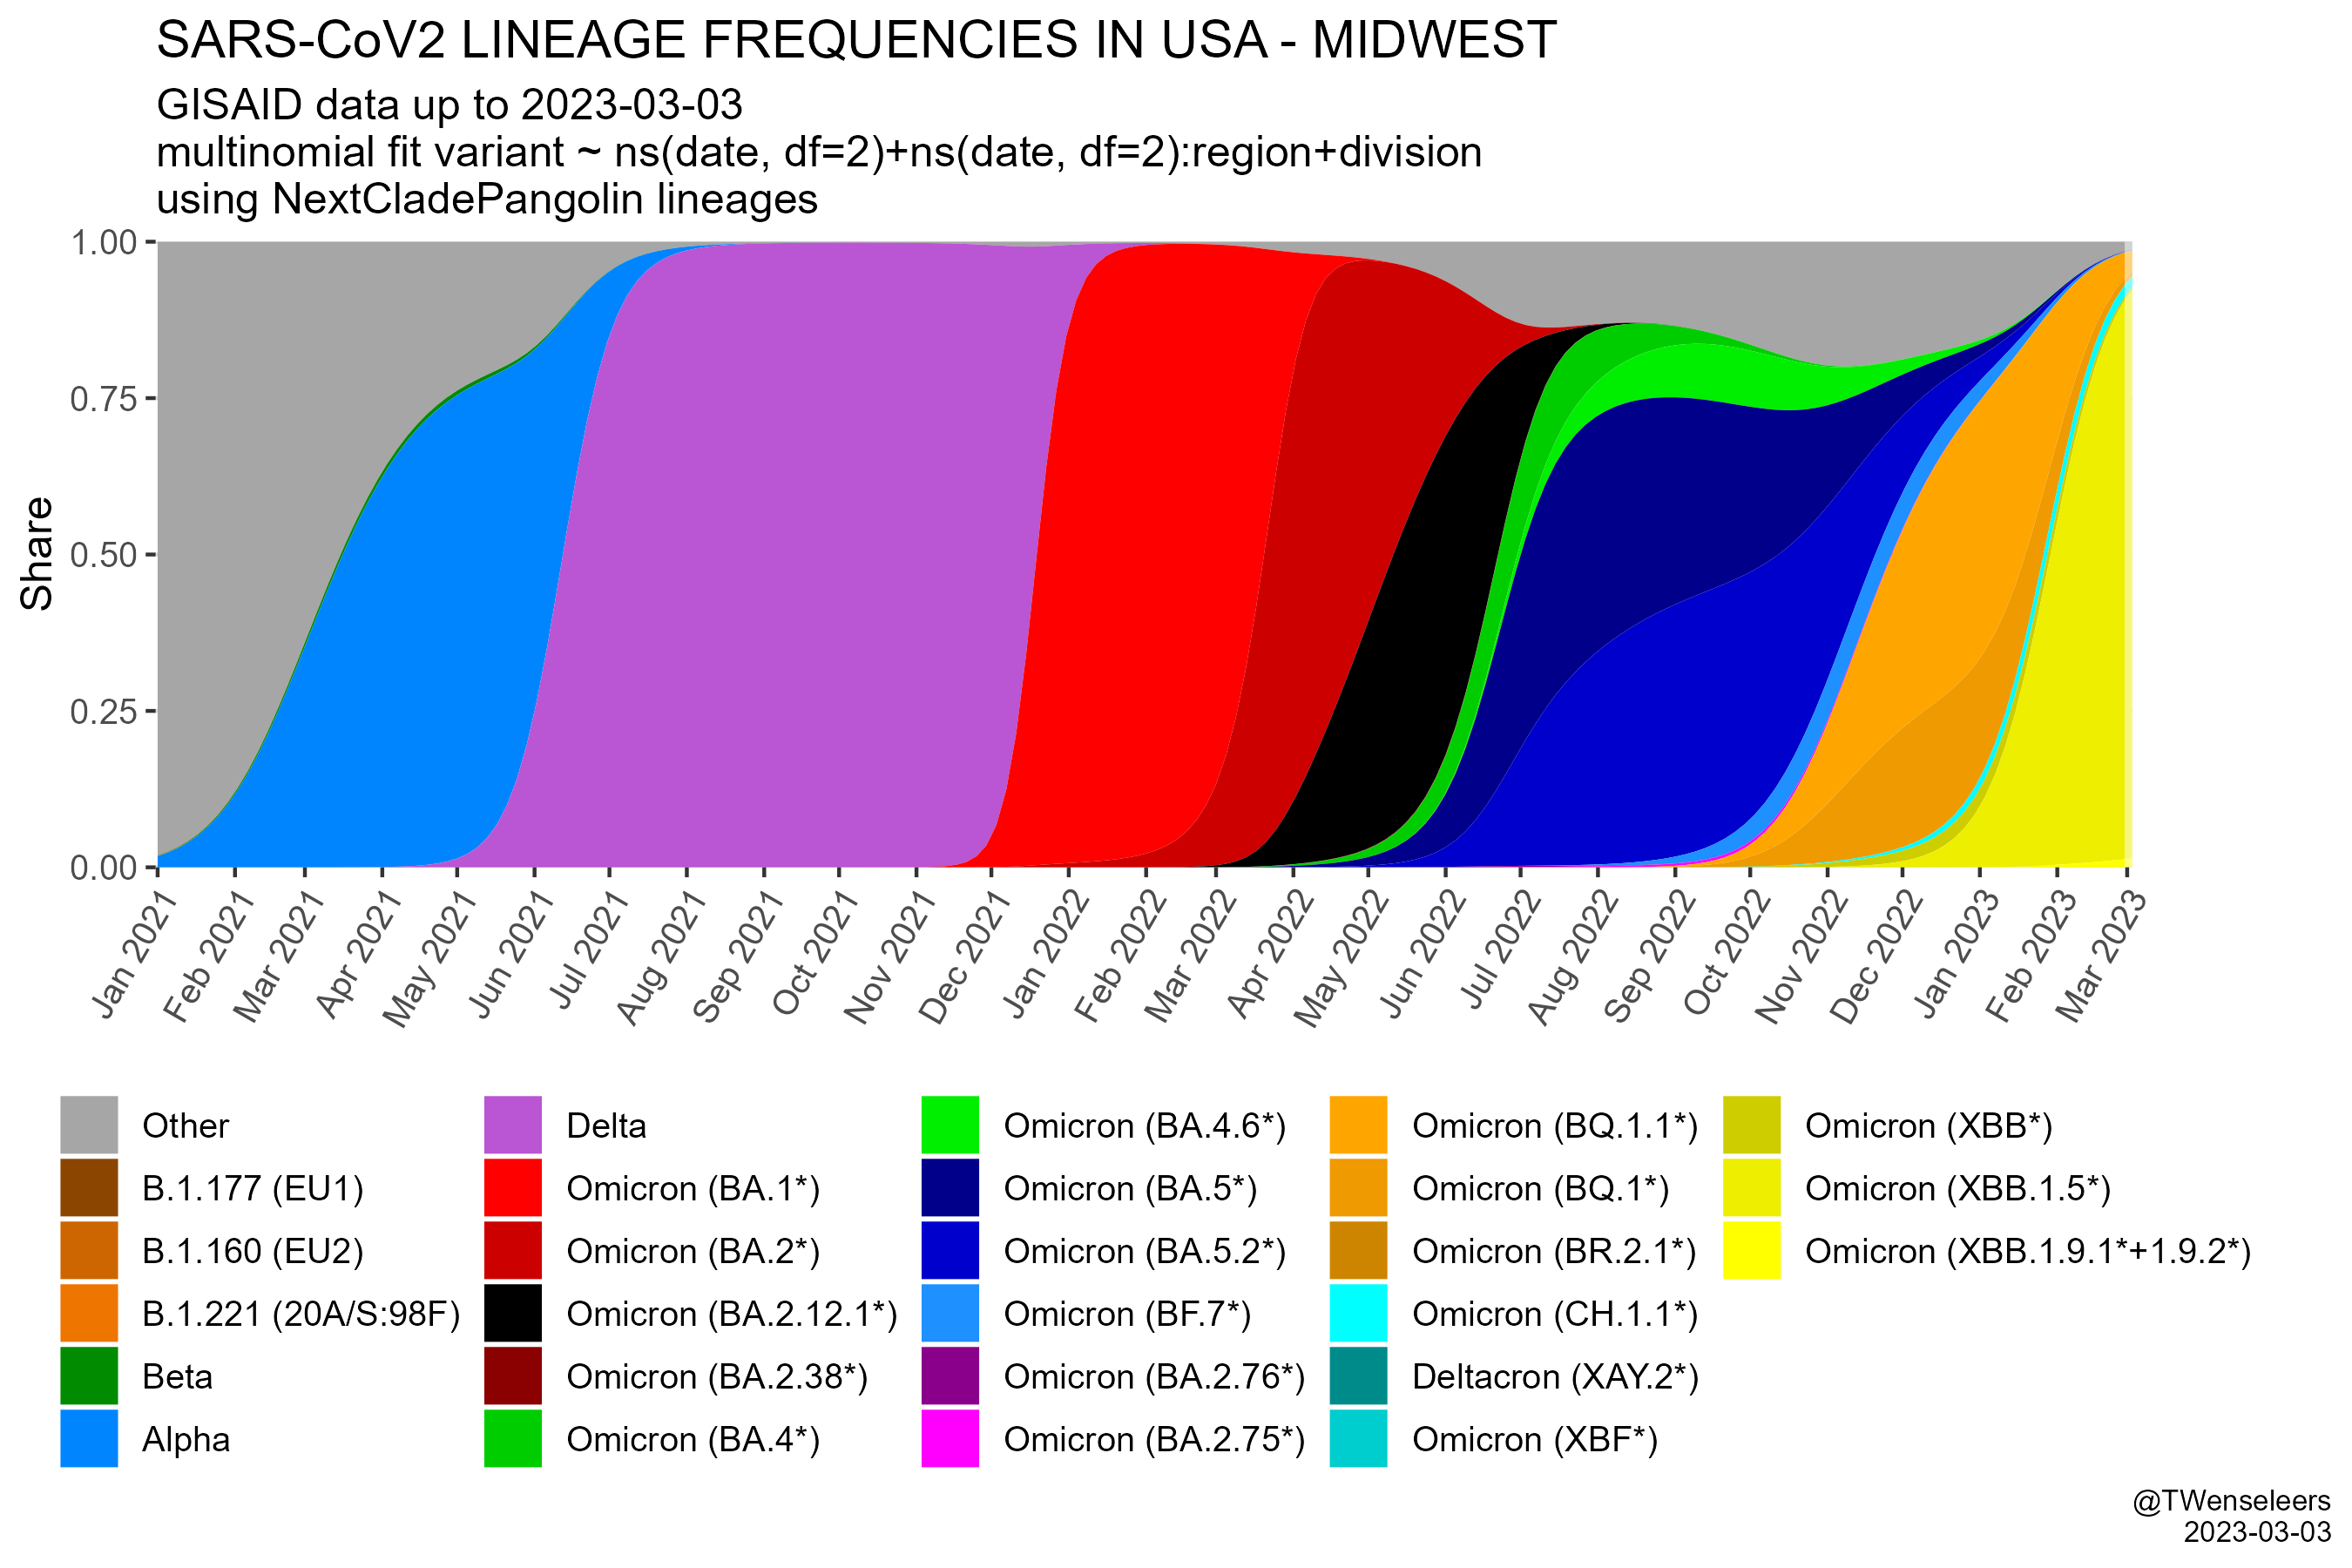 SARS-CoV2 LINEAGE FREQUENCIES IN USA - MIDWEST
GISAID data up to 2023-03-03
multinomial fit variant ~ ns(date, df=2)+ns(date, df=2):region+division
using NextCladePangolin lineages
Share
1.00
0.75
0.50
0.25
0.00
Jan 2021
Feb 2021
Mar 2021
Apr 2021
May 2021
Jun 2021
Jul 2021
Aug 2021
Sep 2021
Oct 2021
Nov 2021
Dec 2021
Jan 2022
Feb 2022
Mar 2022
Apr 2022
May 2022
Jun 2022
Jul 2022
Aug 2022
Sep 2022
Oct 2022
Nov 2022
Dec 2022
Jan 2023
Feb 2023
Mar 2023
Other
B.1.177 (EU1)
B.1.160 (EU2)
B.1.221 (20A/S:98F)
Beta
Alpha
Delta
Omicron (BA.1*)
Omicron (BA.2*)
Omicron (BA.2.12.1*)
Omicron (BA.2.38*)
Omicron (BA.4*)
Omicron (BA.4.6*)
Omicron (BA.5*)
Omicron (BA.5.2*)
Omicron (BF.7*)
Omicron (BA.2.76*)
Omicron (BA.2.75*)
Omicron (BQ.1.1*)
Omicron (BQ.1*)
Omicron (BR.2.1*)
Omicron (CH.1.1*)
Deltacron (XAY.2*)
Omicron (XBF*)
Omicron (XBB*)
Omicron (XBB.1.5*)
Omicron (XBB.1.9.1*+1.9.2*)
@TWenseleers
2023-03-03